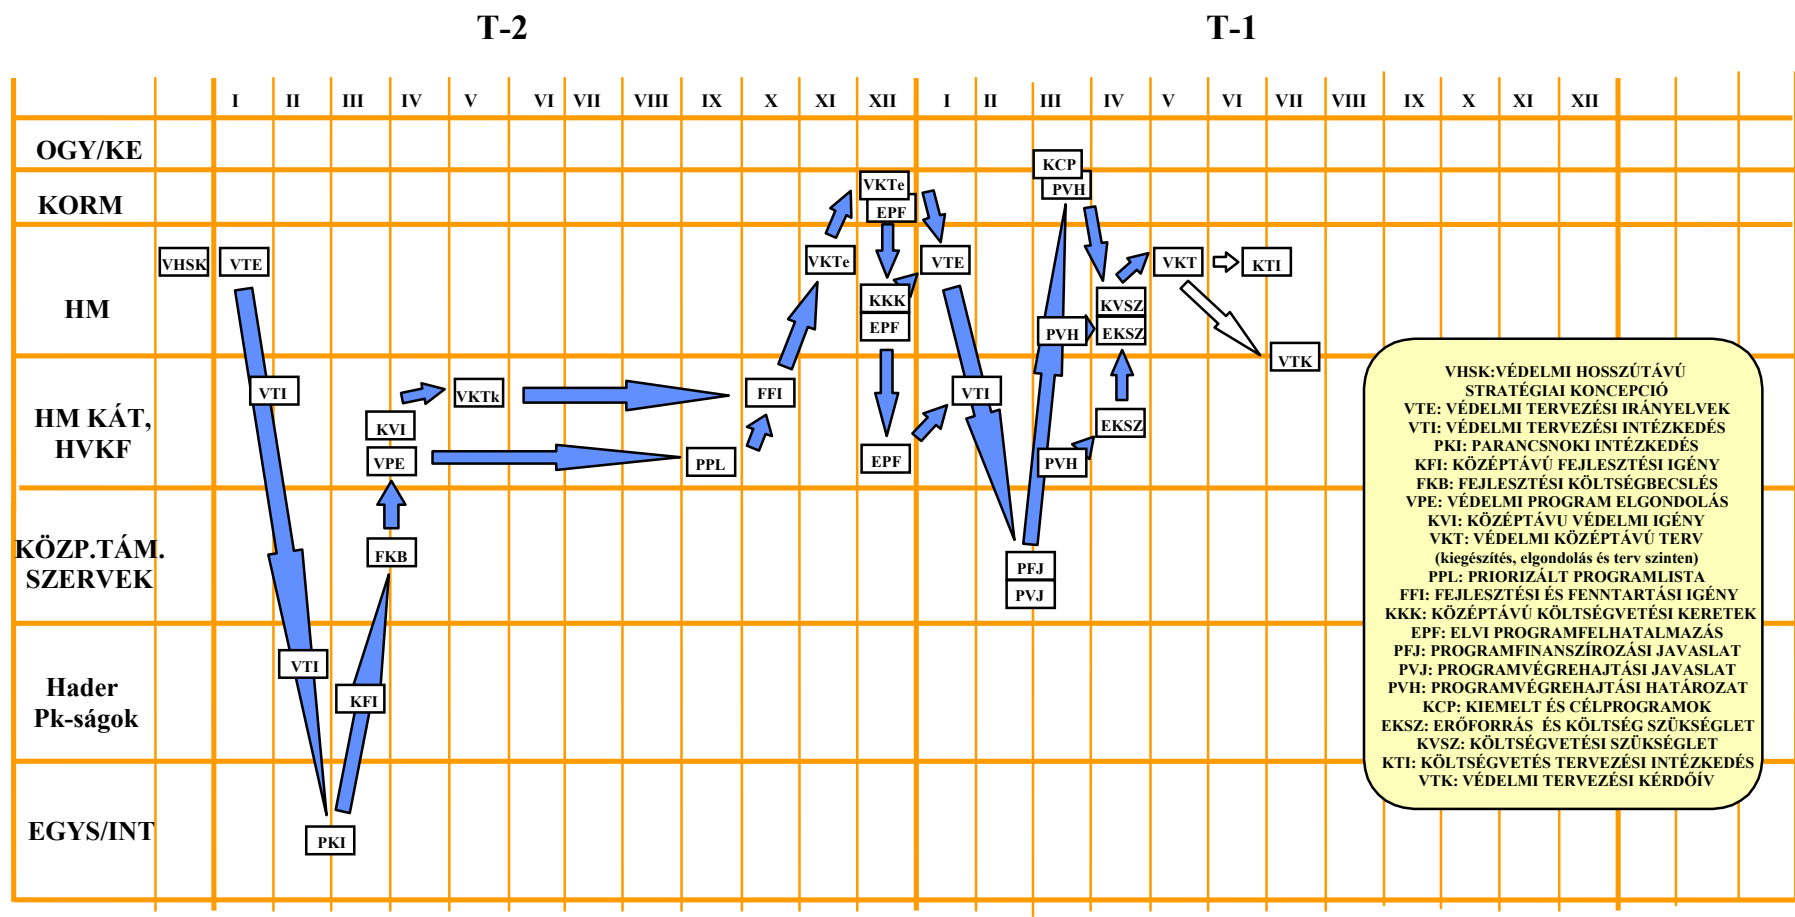 T-2
T-1
I II III IV V VI VII VIII IX X XI XII I II III IV V VI VII VIII IX X XI XII
OGY/KE
KCP
KORM
VKTe
EPF
PVH
HM
VHSK
VTE
VKTe
VTE
VKT
KTI
KKK
EPF
KVSZ
EKSZ
PVH
VTK
HM KÁT,
HVKF
VTI
VKTk
FFI
VTI
KVI
EKSZ
VPE
PPL
EPF
PVH
KÖZP.TÁM.
SZERVEK
FKB
PFJ
PVJ
Hader
Pk-ságok
VTI
KFI
EGYS/INT
PKI
VHSK:VÉDELMI HOSSZÚTÁVÚ
STRATÉGIAI KONCEPCIÓ
VTE: VÉDELMI TERVEZÉSI IRÁNYELVEK
VTI: VÉDELMI TERVEZÉSI INTÉZKEDÉS
PKI: PARANCSNOKI INTÉZKEDÉS
KFI: KÖZÉPTÁVÚ FEJLESZTÉSI IGÉNY
FKB: FEJLESZTÉSI KÖLTSÉGBECSLÉS
VPE: VÉDELMI PROGRAM ELGONDOLÁS
KVI: KÖZÉPTÁVU VÉDELMI IGÉNY
VKT: VÉDELMI KÖZÉPTÁVÚ TERV
(kiegészítés, elgondolás és terv szinten)
PPL: PRIORIZÁLT PROGRAMLISTA
FFI: FEJLESZTÉSI ÉS FENNTARTÁSI IGÉNY
KKK: KÖZÉPTÁVÚ KÖLTSÉGVETÉSI KERETEK
EPF: ELVI PROGRAMFELHATALMAZÁS
PFJ: PROGRAMFINANSZÍROZÁSI JAVASLAT
PVJ: PROGRAMVÉGREHAJTÁSI JAVASLAT
PVH: PROGRAMVÉGREHAJTÁSI HATÁROZAT
KCP: KIEMELT ÉS CÉLPROGRAMOK
EKSZ: ERŐFORRÁS ÉS KÖLTSÉG SZÜKSÉGLET
KVSZ: KÖLTSÉGVETÉSI SZÜKSÉGLET
KTI: KÖLTSÉGVETÉS TERVEZÉSI INTÉZKEDÉS
VTK: VÉDELMI TERVEZÉSI KÉRDŐÍV